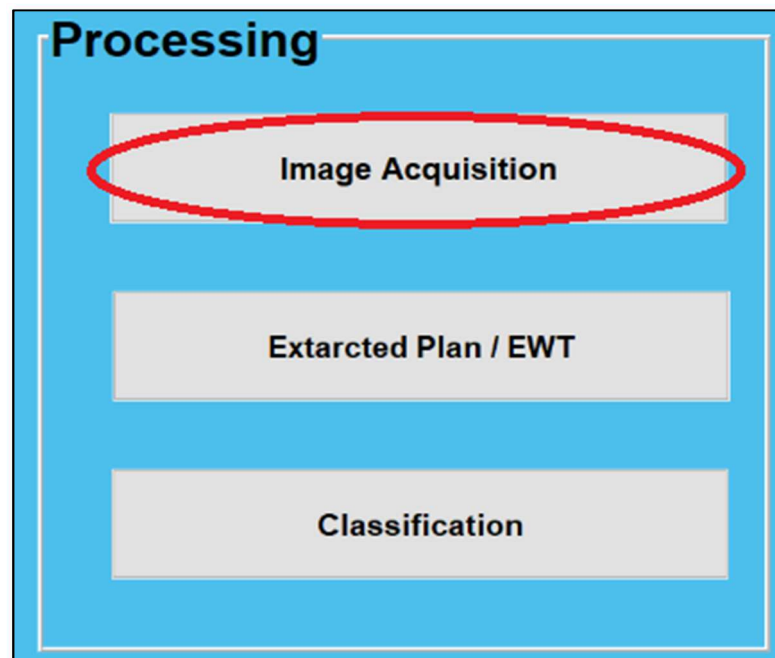 Processing
Image Acquisition
Extarcted Plan / EWT
Classification